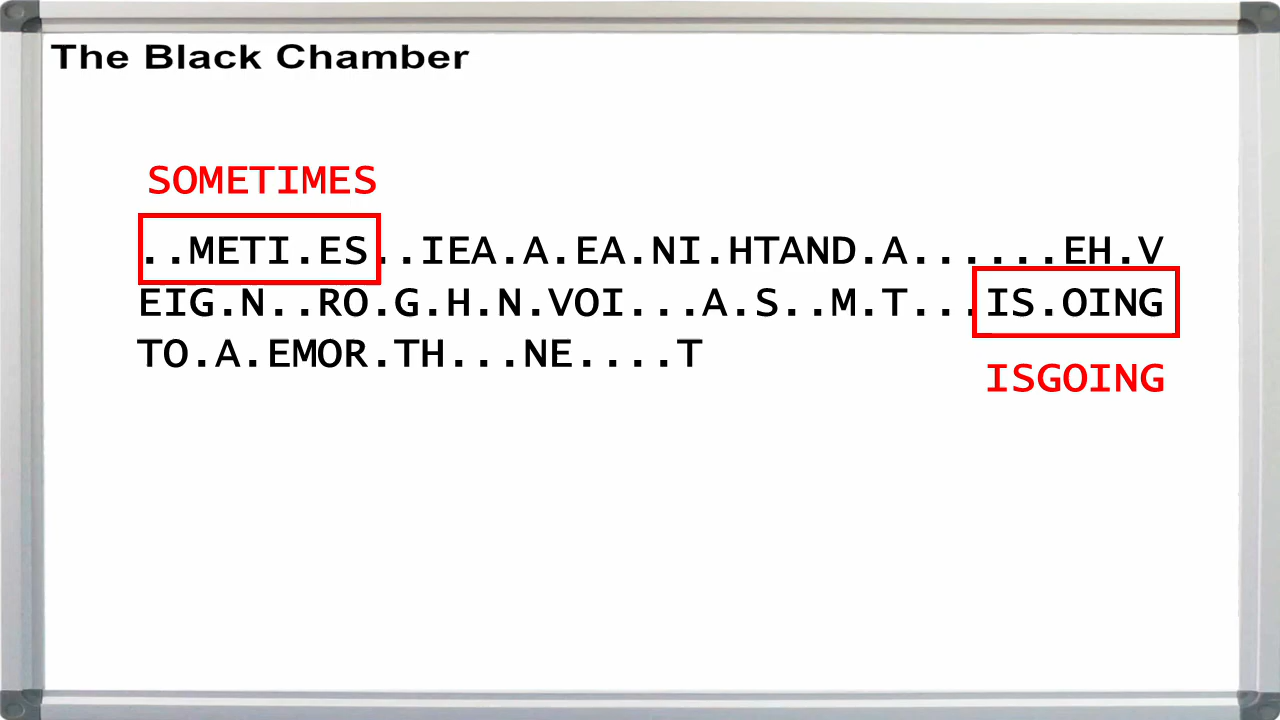 The Black Chamber
SOMETIMES
..METI.ES..IEA.A.EA.NI.HTAND.A......EH.V
EIG.N..RO.G.H.N.VOI...A.S..M.T...IS.OING
TO.A.EMOR.TH...NE....T
ISGOING